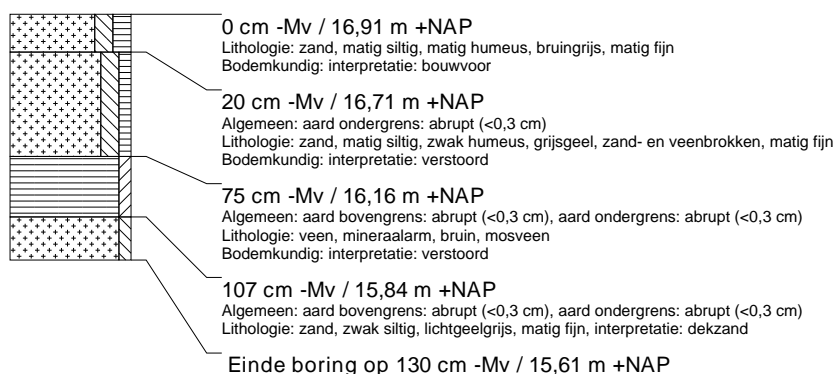 0 cm -Mv / 16,91 m +NAP
Lithologie: zand, matig siltig, matig humeus, bruingrijs, matig fijn
Bodemkundig: interpretatie: bouwvoor
20 cm -Mv / 16,71 m +NAP
Algemeen: aard ondergrens: abrupt (<0,3 cm)
Lithologie: zand, matig siltig, zwak humeus, grijsgeel, zand- en veenbrokken, matig fijn
Bodemkundig: interpretatie: verstoord
75 cm -Mv / 16,16 m +NAP
Algemeen: aard bovengrens: abrupt (<0,3 cm), aard ondergrens: abrupt (<0,3 cm)
Lithologie: veen, mineraalarm, bruin, mosveen
Bodemkundig: interpretatie: verstoord
107 cm -Mv / 15,84 m +NAP
Algemeen: aard bovengrens: abrupt (<0,3 cm), aard ondergrens: abrupt (<0,3 cm)
Lithologie: zand, zwak siltig, lichtgeelgrijs, matig fijn, interpretatie: dekzand
Einde boring op 130 cm -Mv / 15,61 m +NAP